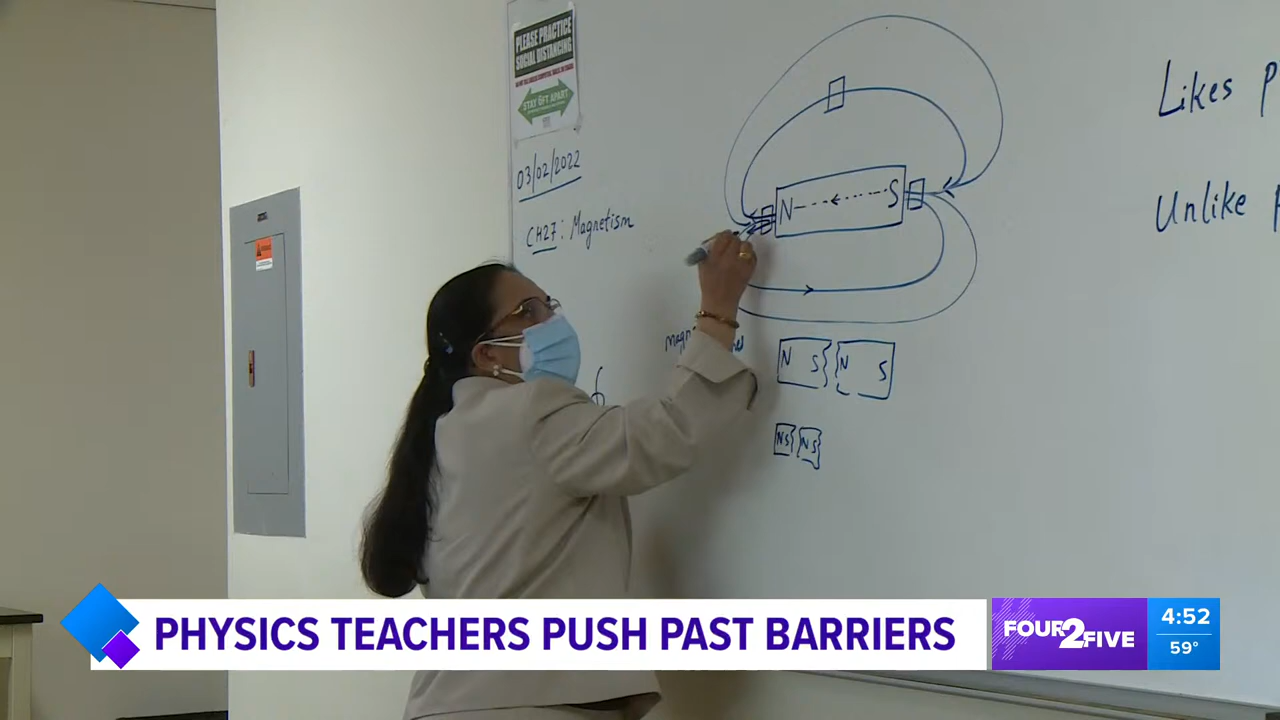 PLEASE PRACTICE
SOCIAL DISTANCING
STAY 6FT APART
03/02/2022
CH27: Magnetism
N S
Likes
Unlike
N S N S
NS NS
PHYSICS TEACHERS PUSH PAST BARRIERS
FOUR2FIVE
4:52
59°